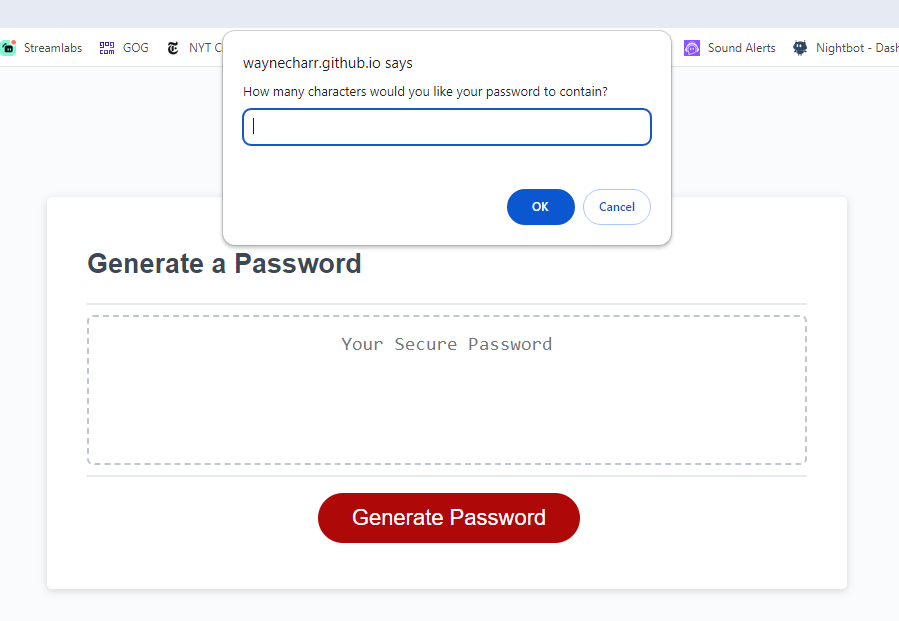 Streamlabs GOG NYT Sound Alerts Nightbot - Dash
waynecharr.github.io says
How many characters would you like your password to contain?
OK Cancel
Generate a Password
Your Secure Password
Generate Password